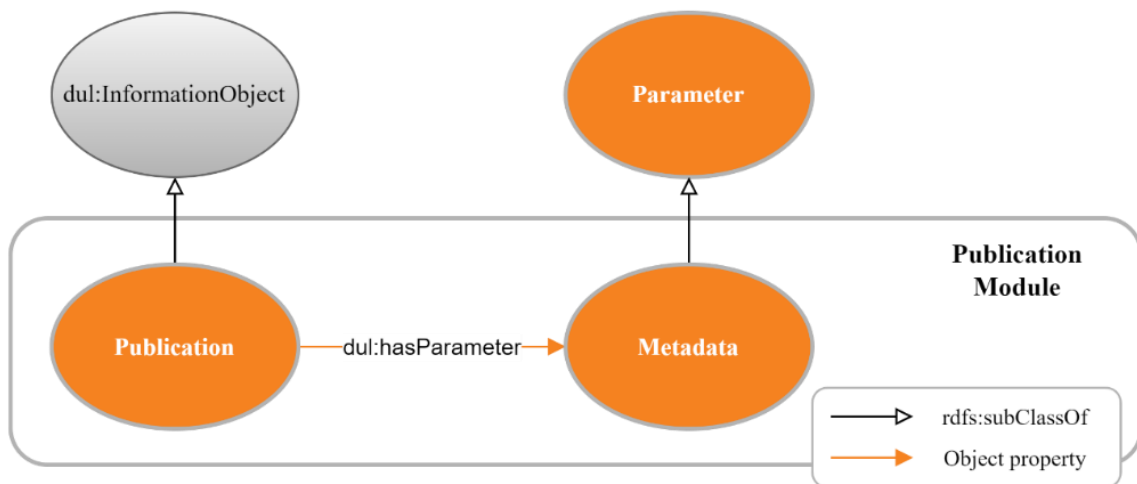 dul:InformationObject
Parameter
Publication
Module
Publication
dul:hasParameter
Metadata
rdfs:subClassOf
Object property